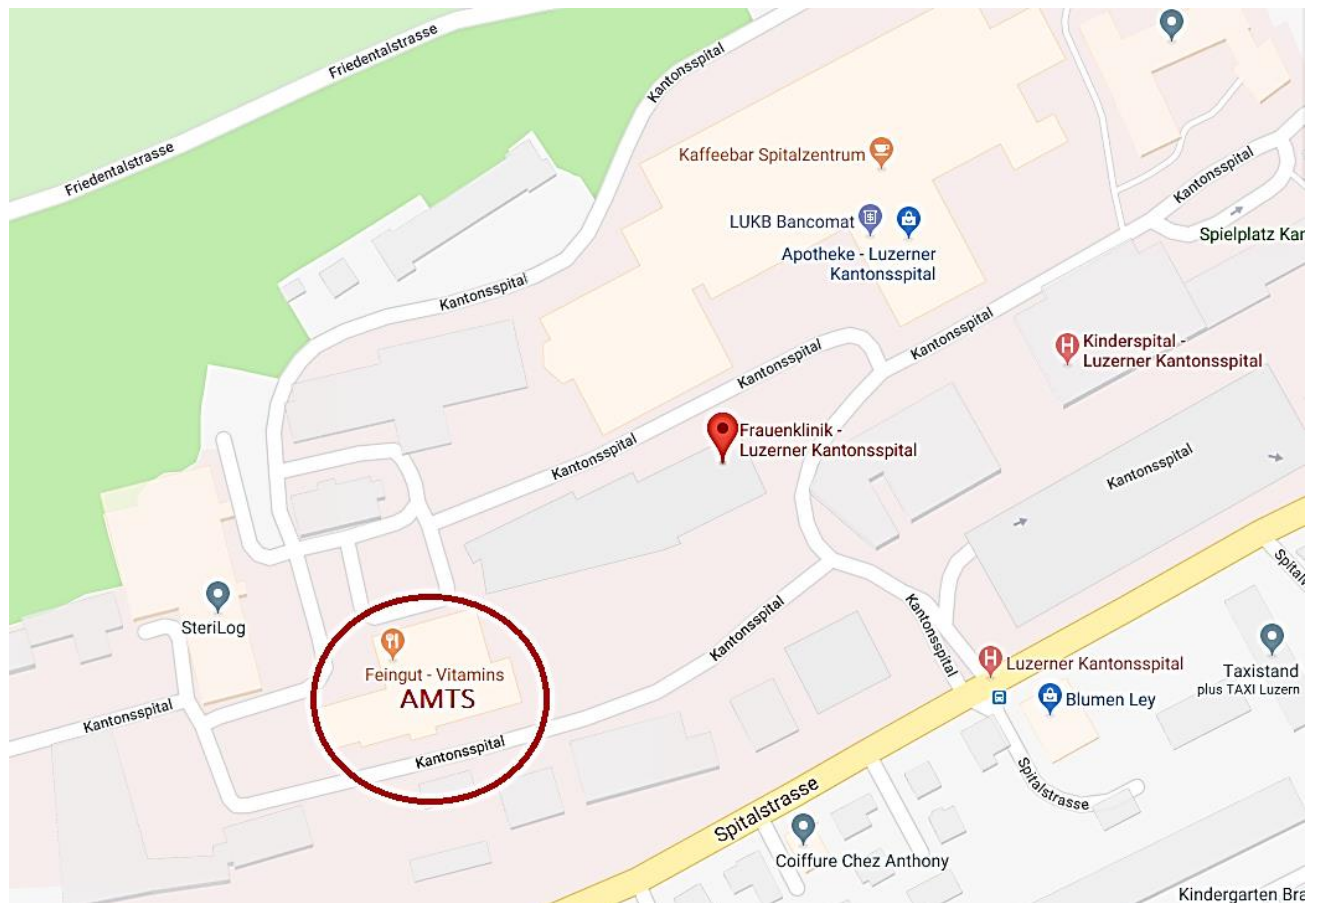 Friedentalstrasse
Kantonsspital
Friedentalstrasse
Kaffeebar Spitalzentrum
Kantonsspital
LUKB Bancomat
Spielplatz Kar
Apotheke - Luzerner
Kantonsspital
Kantonsspital
Kantonsspital
Kinderspital -
Luzerner Kantonsspital
Kantonsspital
Frauenklinik -
Luzerner Kantonsspital
Kantonsspital
Kantonsspital
Spitalv
SteriLog
Kantonsspital
Kantonsspital
Feingut - Vitamins
AMTS
Luzerner Kantonsspital
Taxistand
plus TAXI Luzern
Blumen Ley
Kantonsspital
Kantonsspital
Spitalstrasse
Spitalstrasse
Coiffure Chez Anthony
Kindergarten Bra